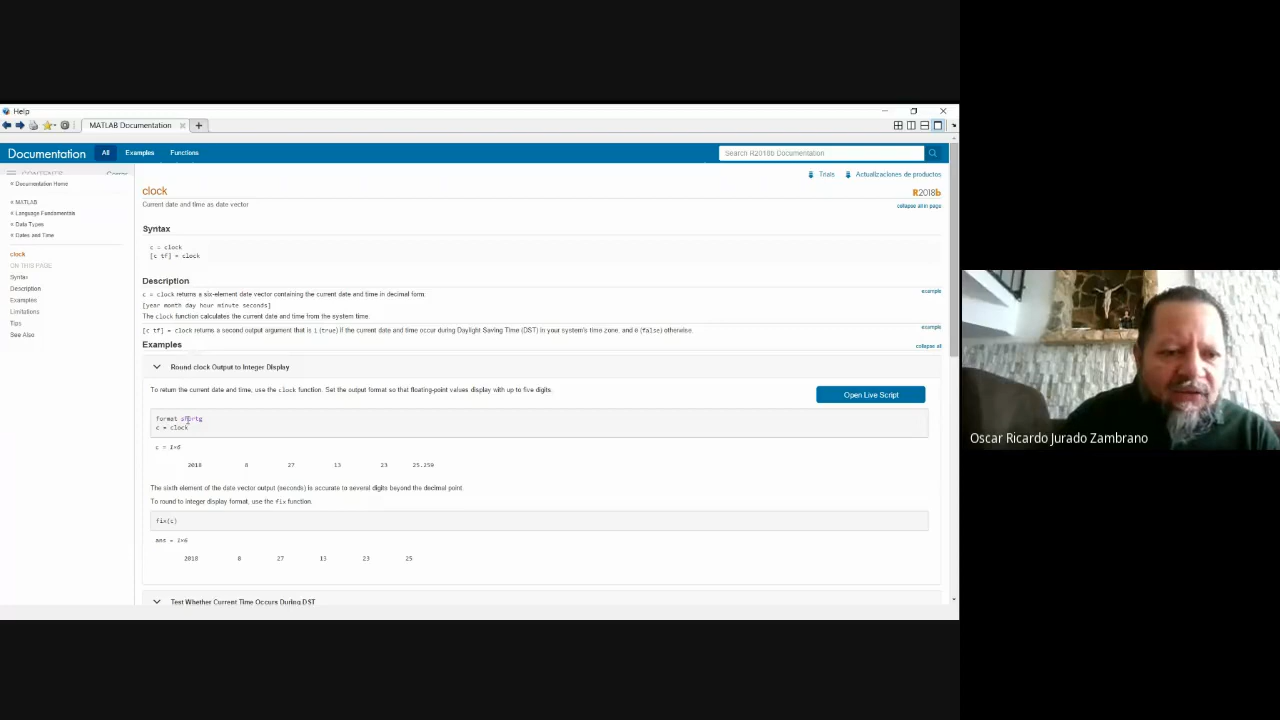 Help
MATLAB Documentation
Documentation All Examples Functions
Search R2018b Documentation
CONTENTS
Trials Actualizaciones de productos
« Documentation Home
clock
R2018b
Current date and time as date vector
collapse all in page
« MATLAB
« Language Fundamentals
« Data Types
« Dates and Time
clock
ON THIS PAGE
Syntax
Description
Examples
Limitations
Tips
See Also
Syntax
c = clock
[c tf] = clock
Description
c = clock returns a six-element date vector containing the current date and time in decimal form:
example
[year month day hour minute seconds]
The clock function calculates the current date and time from the system time.
[c tf] = clock returns a second output argument that is 1 (true) if the current date and time occur during Daylight Saving Time (DST) in your system's time zone, and 0 (false) otherwise.
example
Examples
collapse all
Round clock Output to Integer Display
To return the current date and time, use the clock function. Set the output format so that floating-point values display with up to five digits.
Open Live Script
format shortg
c = clock
c = 1×6
2018 8 27 13 23 25.259
The sixth element of the date vector output (seconds) is accurate to several digits beyond the decimal point.
To round to integer display format, use the fix function.
fix(c)
ans = 1×6
2018 8 27 13 23 25
Test Whether Current Time Occurs During DST
Oscar Ricardo Jurado Zambrano